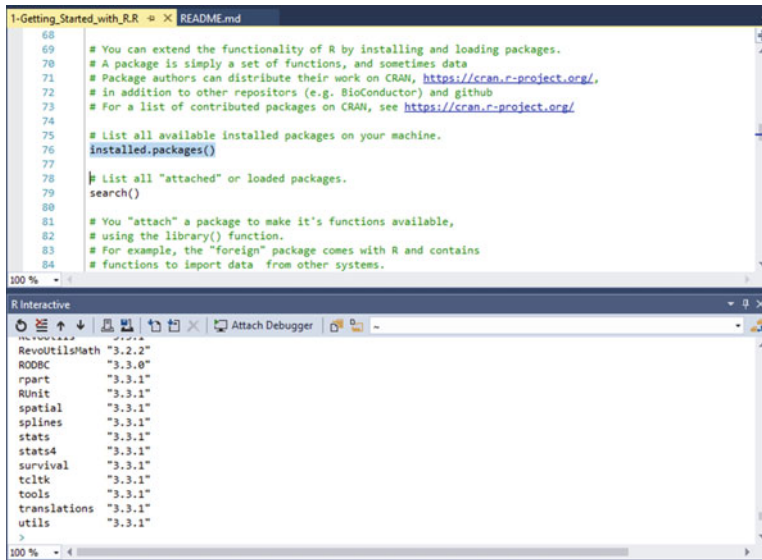 1-Getting_Started_with_R.R README.md
68
69 # You can extend the functionality of R by installing and loading packages.
70 # A package is simply a set of functions, and sometimes data
71 # Package authors can distribute their work on CRAN, https://cran.r-project.org/,
72 # in addition to other repositories (e.g. BioConductor) and github
73 # For a list of contributed packages on CRAN, see https://cran.r-project.org/
74
75 # List all available installed packages on your machine.
76 installed.packages()
77
78 # List all "attached" or loaded packages.
79 search()
80
81 # You "attach" a package to make it's functions available,
82 # using the library() function.
83 # For example, the "foreign" package comes with R and contains
84 # functions to import data from other systems.
100 %
R Interactive
Attach Debugger ~
RevoUtilsMath "3.2.2"
RODBC "3.3.0"
rpart "3.3.1"
RUnit "3.3.1"
spatial "3.3.1"
splines "3.3.1"
stats "3.3.1"
stats4 "3.3.1"
survival "3.3.1"
tcltk "3.3.1"
tools "3.3.1"
translations "3.3.1"
utils "3.3.1"
>
100 %